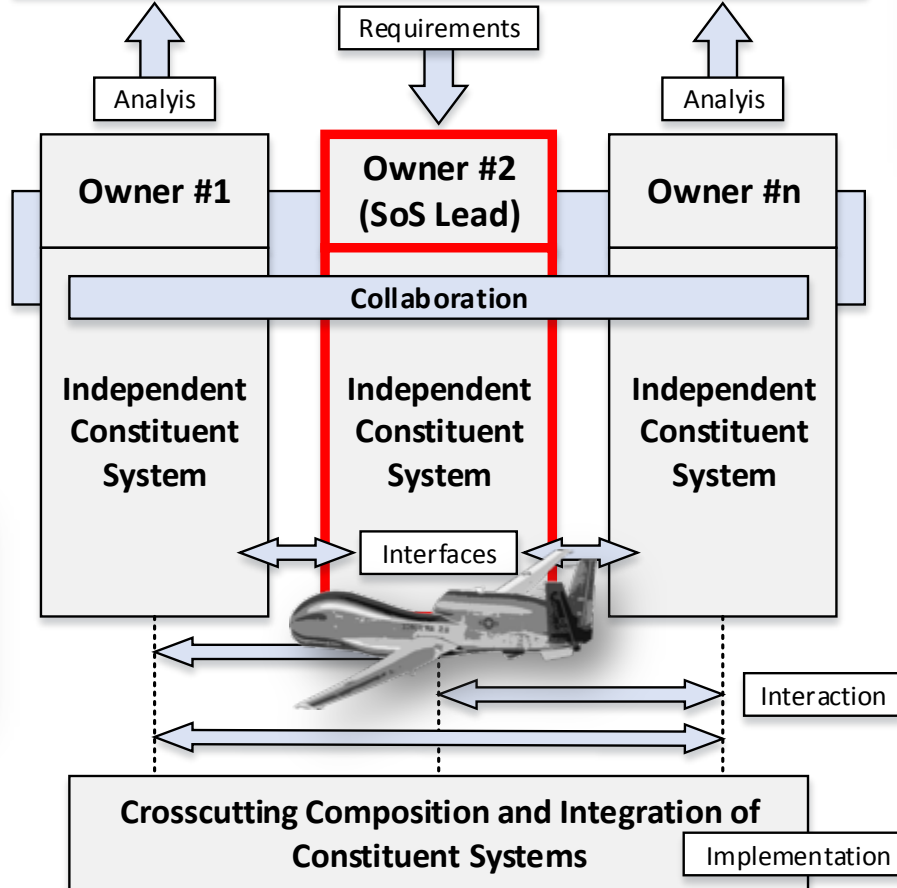 Requirements
Analyis
Analyis
Owner #1
Owner #2
(SoS Lead)
Owner #n
Collaboration
Independent
Constituent
System
Independent
Constituent
System
Independent
Constituent
System
Interfaces
Interaction
Crosscutting Composition and Integration of
Constituent Systems
Implementation